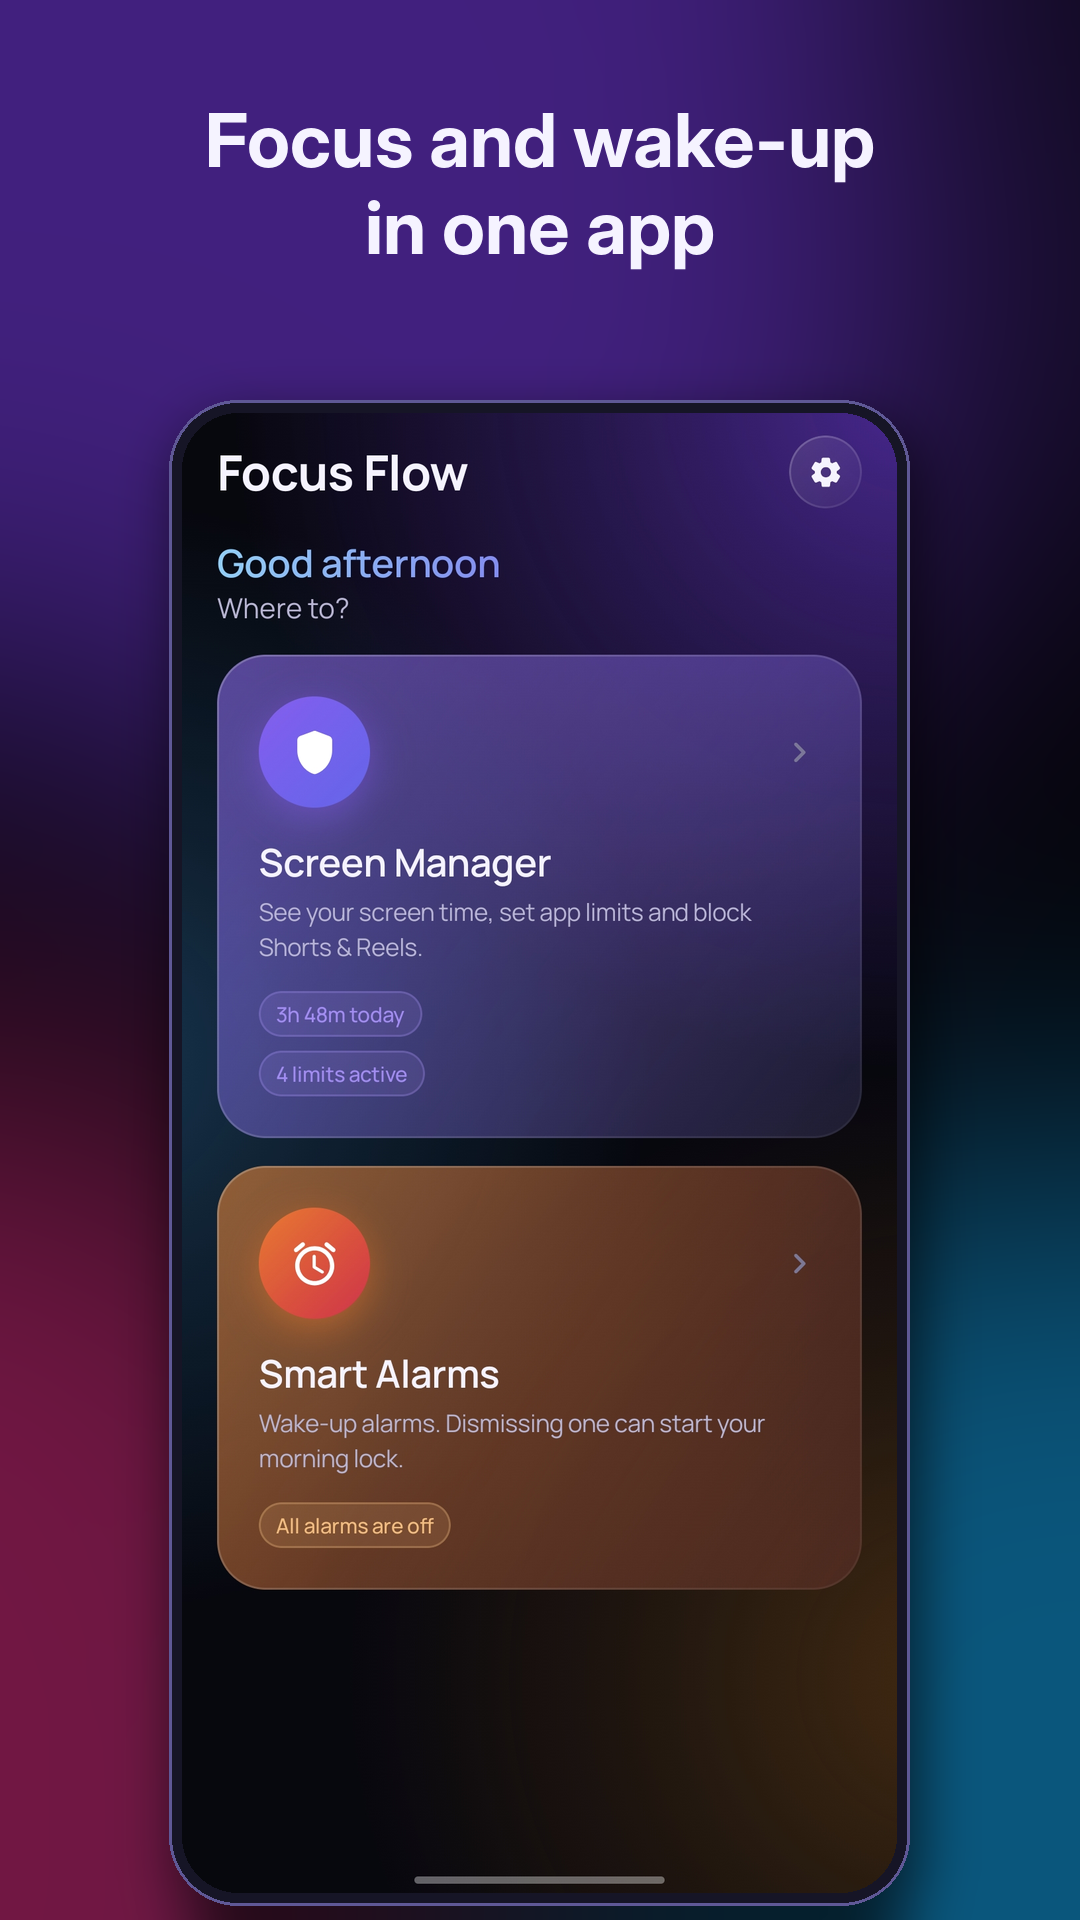 Focus and wake-up
in one app
Focus Flow
Good afternoon
Where to?
Screen Manager
See your screen time, set app limits and block
Shorts & Reels.
3h 48m today
4 limits active
Smart Alarms
Wake-up alarms. Dismissing one can start your
morning lock.
All alarms are off